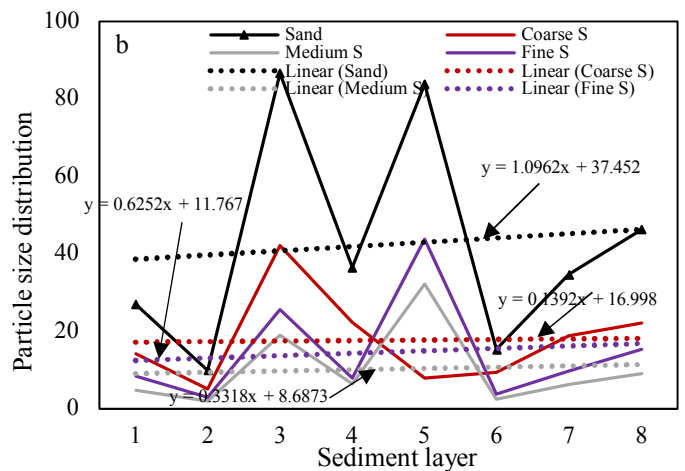 100
b
Sand
Coarse S
Medium S
Fine S
Linear (Sand)
Linear (Coarse S)
Linear (Medium S)
Linear (Fine S)
80
60
40
20
0
Particle size distribution
y = 1.0962x + 37.452
y = 0.6252x + 11.767
y = 0.1392x + 16.998
y = 0.3318x + 8.6873
1 2 3 4 5 6 7 8
Sediment layer